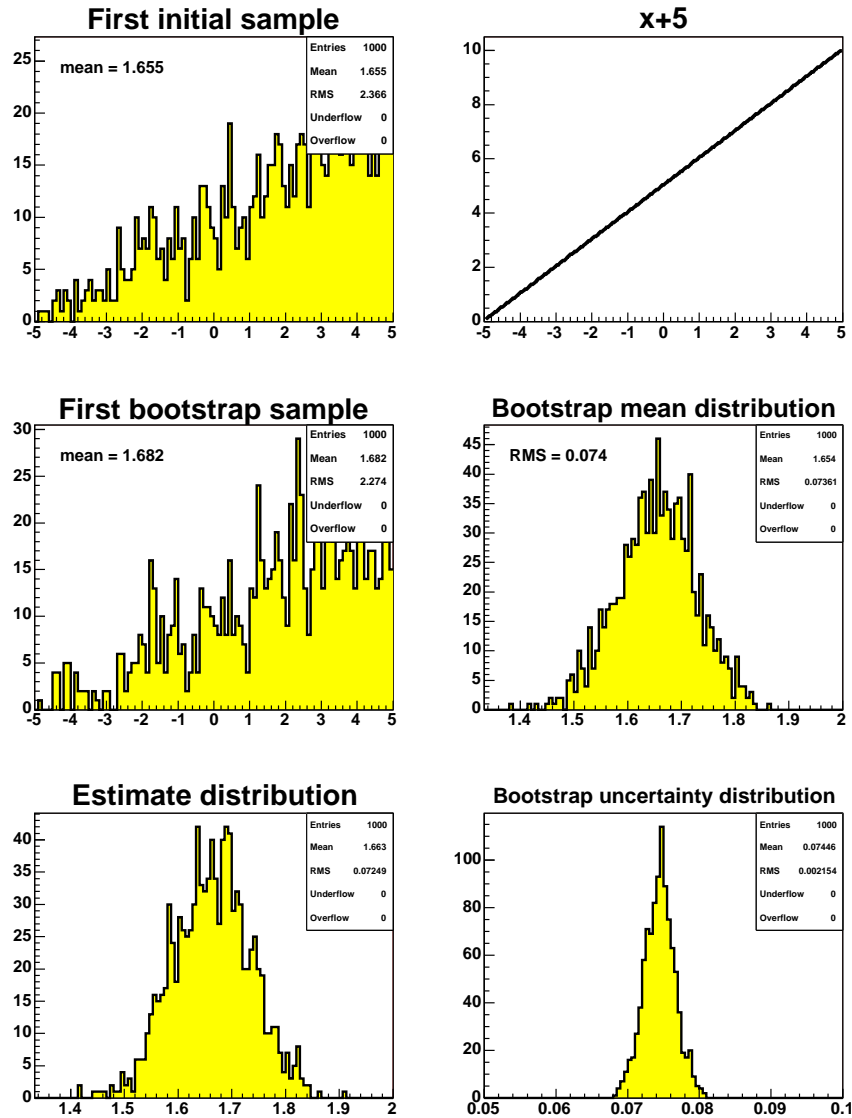 First initial sample
mean = 1.655
Entries 1000
Mean 1.655
RMS 2.366
Underflow 0
Overflow 0
25
20
15
10
5
0
-5 -4 -3 -2 -1 0 1 2 3 4 5
x+5
10
8
6
4
2
0
-5 -4 -3 -2 -1 0 1 2 3 4 5
First bootstrap sample
mean = 1.682
Entries 1000
Mean 1.682
RMS 2.274
Underflow 0
Overflow 0
30
25
20
15
10
5
0
-5 -4 -3 -2 -1 0 1 2 3 4 5
Bootstrap mean distribution
RMS = 0.074
Entries 1000
Mean 1.654
RMS 0.07361
Underflow 0
Overflow 0
45
40
35
30
25
20
15
10
5
0
1.4 1.5 1.6 1.7 1.8 1.9 2
Estimate distribution
Entries 1000
Mean 1.663
RMS 0.07249
Underflow 0
Overflow 0
40
35
30
25
20
15
10
5
0
1.4 1.5 1.6 1.7 1.8 1.9 2
Bootstrap uncertainty distribution
Entries 1000
Mean 0.07446
RMS 0.002154
Underflow 0
Overflow 0
100
80
60
40
20
0
0.05 0.06 0.07 0.08 0.09 0.1